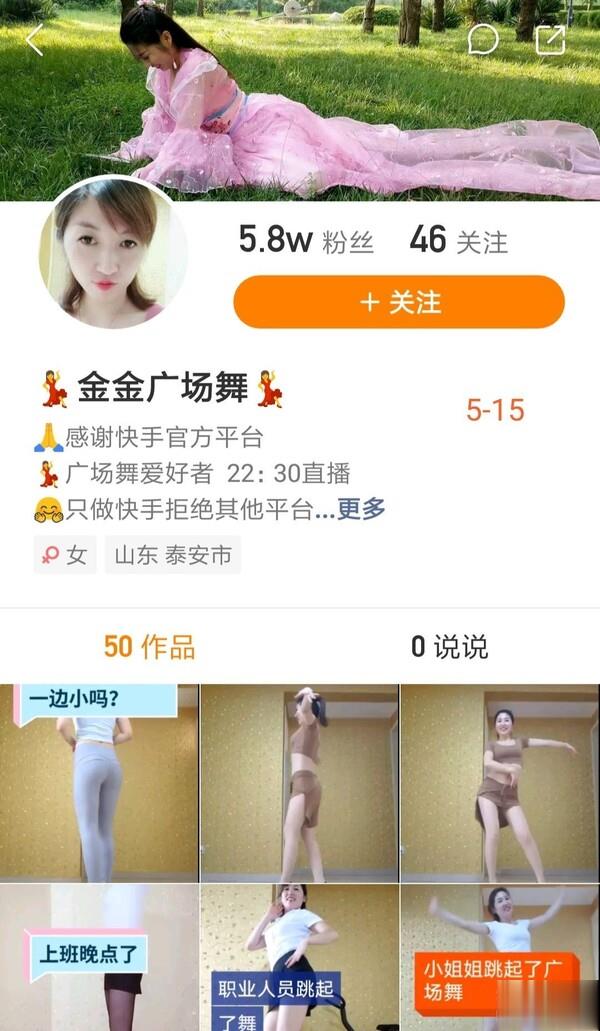 5.8w 粉丝 46 关注
+ 关注
💃金金广场舞💃
5-15
🙏感谢快手官方平台
💃广场舞爱好者 22：30直播
🤗只做快手拒绝其他平台...更多
♀ 女 山东 泰安市
50 作品 0 说说
一边小吗?
上班晚点了
职业人员跳起
了舞
小姐姐跳起了广
场舞